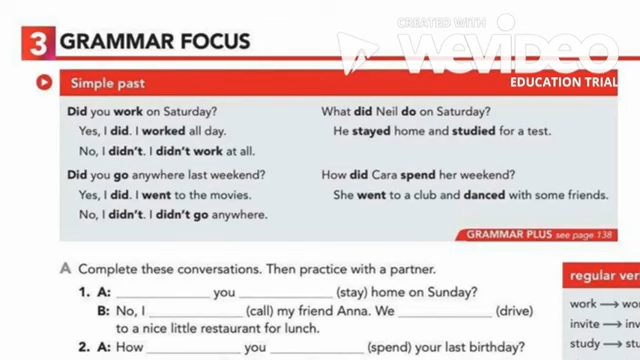 CREATED WITH
wevideo
EDUCATION TRIAL
3 GRAMMAR FOCUS
Simple past
Did you work on Saturday?
Yes, I did. I worked all day.
No, I didn't. I didn't work at all.
Did you go anywhere last weekend?
Yes, I did. I went to the movies.
No, I didn't. I didn't go anywhere.
What did Neil do on Saturday?
He stayed home and studied for a test.
How did Cara spend her weekend?
She went to a club and danced with some friends.
GRAMMAR PLUS see page 138
A Complete these conversations. Then practice with a partner.
1. A: ____________ you ____________ (stay) home on Sunday?
B: No, I ____________ (call) my friend Anna. We ____________ (drive)
to a nice little restaurant for lunch.
2. A: How ____________ you ____________ (spend) your last birthday?
regular ver
work → wo
invite → inv
study → stu